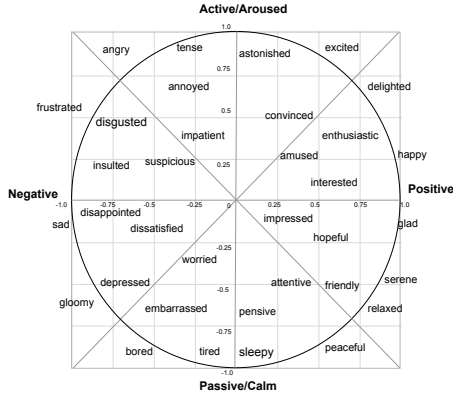 Active/Aroused
1.0
angry
tense
astonished
excited
0.75
annoyed
delighted
frustrated
disgusted
0.5
convinced
impatient
enthusiastic
insulted
suspicious
0.25
amused
happy
interested
Negative
Positive
-1.0
-0.75
-0.5
-0.25
0
0.25
0.50
0.75
1.0
sad
disappointed
impressed
glad
dissatisfied
hopeful
-0.25
worried
depressed
-0.5
attentive
friendly
serene
gloomy
embarrassed
pensive
relaxed
-0.75
bored
tired
sleepy
peaceful
-1.0
Passive/Calm